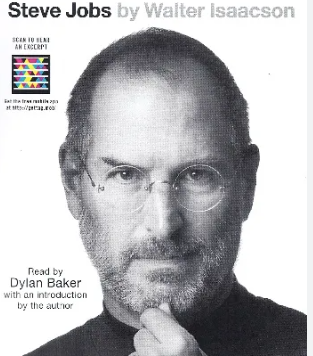 Steve Jobs by Walter Isaacson
SCAN TO HEAR
AN EXCERPT
Get the free mobile app
at http://gettag.mobi
Read by
Dylan Baker
with an introduction
by the author